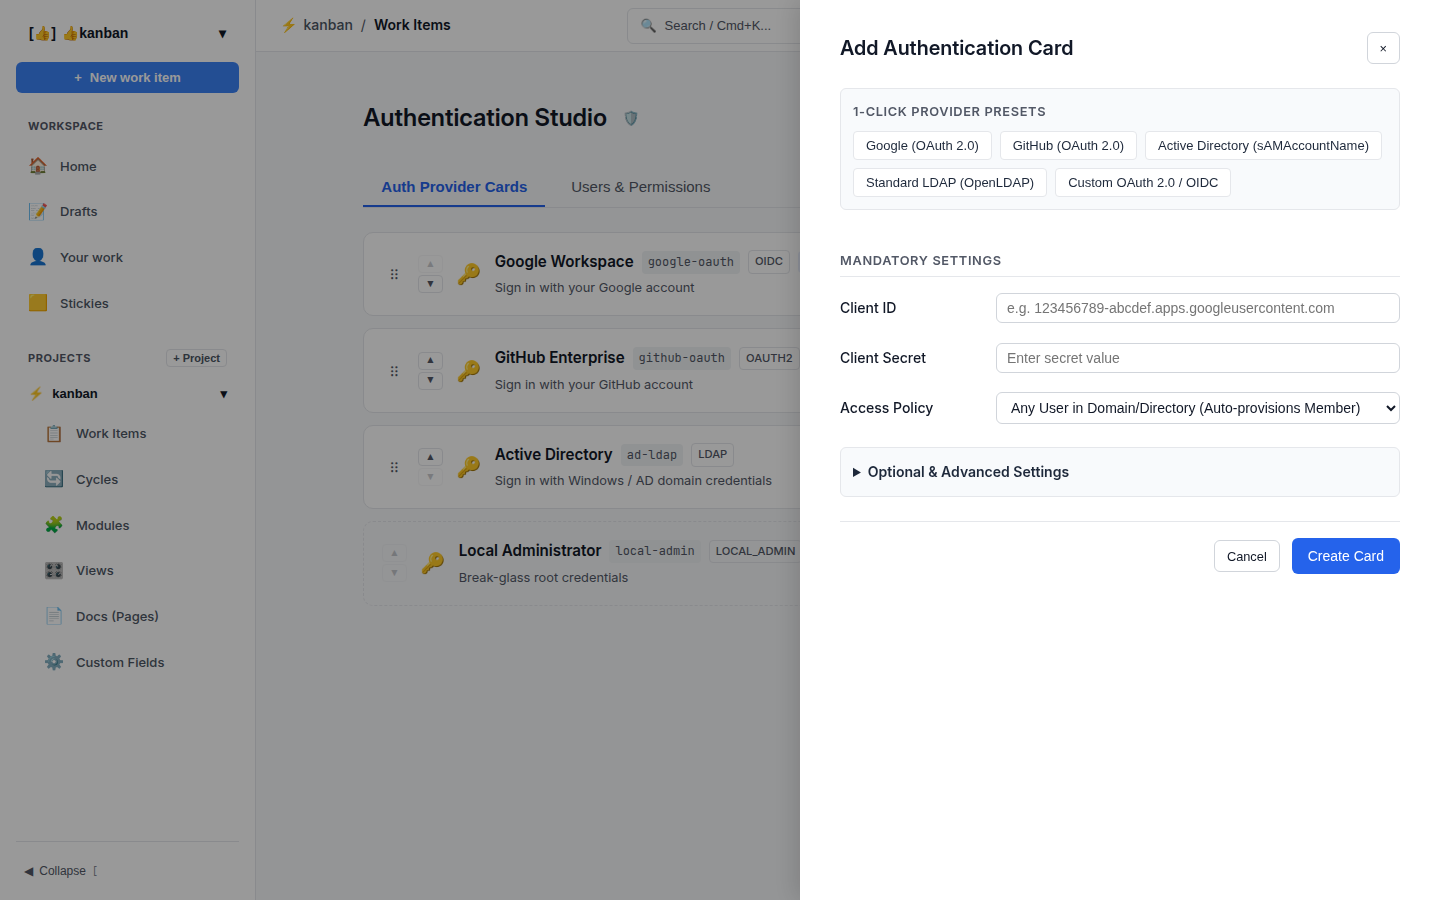 [👍] 👍kanban ▼
+ New work item
WORKSPACE
🏠 Home
📝 Drafts
👤 Your work
🟨 Stickies
PROJECTS + Project
⚡ kanban ▼
📋 Work Items
🔄 Cycles
🧩 Modules
🎛️ Views
📄 Docs (Pages)
⚙️ Custom Fields
◀ Collapse [
⚡ kanban / Work Items
🔍 Search / Cmd+K...
Authentication Studio 🛡️
Auth Provider Cards Users & Permissions
Google Workspace google-oauth OIDC
Sign in with your Google account
GitHub Enterprise github-oauth OAUTH2
Sign in with your GitHub account
Active Directory ad-ldap LDAP
Sign in with Windows / AD domain credentials
Local Administrator local-admin LOCAL_ADMIN
Break-glass root credentials
Add Authentication Card ×
1-CLICK PROVIDER PRESETS
Google (OAuth 2.0) GitHub (OAuth 2.0) Active Directory (sAMAccountName)
Standard LDAP (OpenLDAP) Custom OAuth 2.0 / OIDC
MANDATORY SETTINGS
Client ID e.g. 123456789-abcdef.apps.googleusercontent.com
Client Secret Enter secret value
Access Policy Any User in Domain/Directory (Auto-provisions Member)
▶ Optional & Advanced Settings
Cancel Create Card